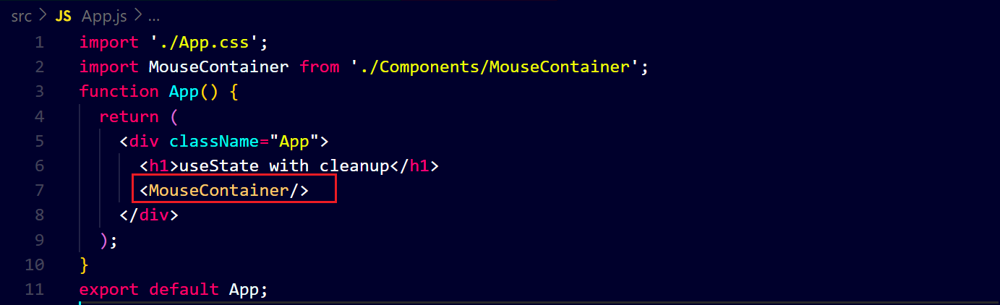 src > JS App.js > ...
1 import './App.css';
2 import MouseContainer from './Components/MouseContainer';
3 function App() {
4 return (
5 <div className="App">
6 <h1>useState with cleanup</h1>
7 <MouseContainer/>
8 </div>
9 );
10 }
11 export default App;